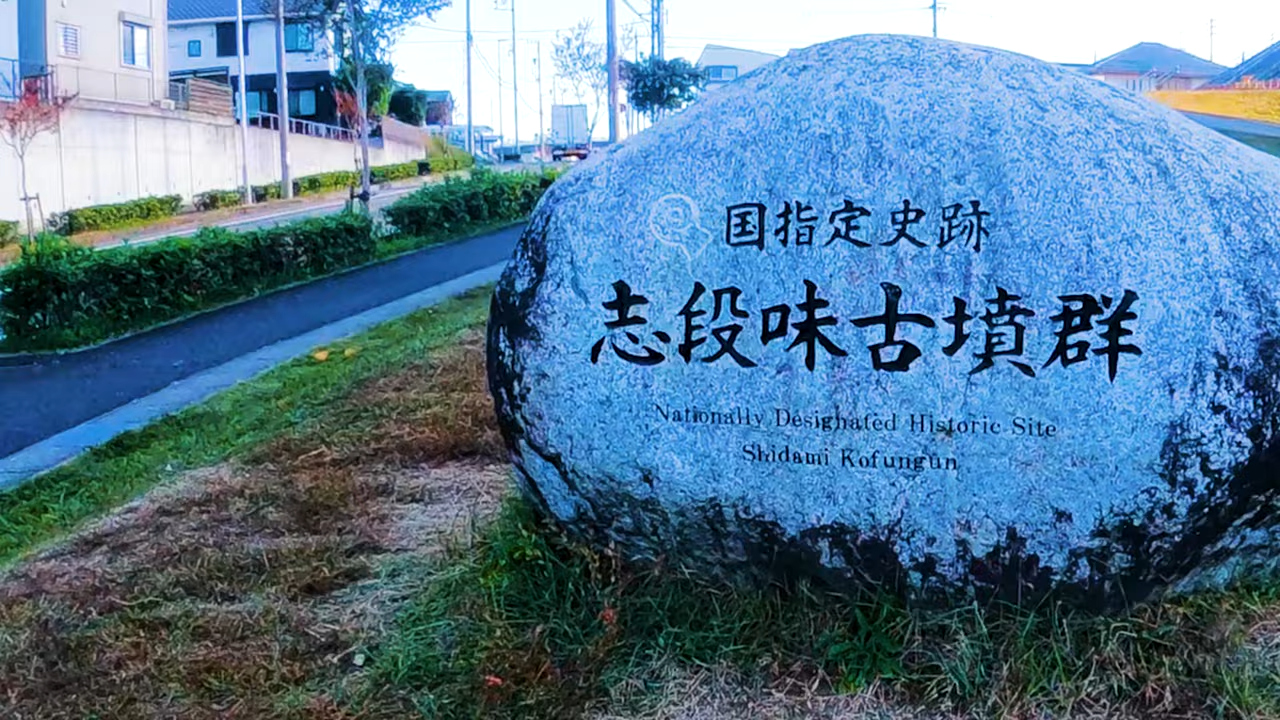 国指定史跡
志段味古墳群
Nationally Designated Historic Site
Shidami Kofungun